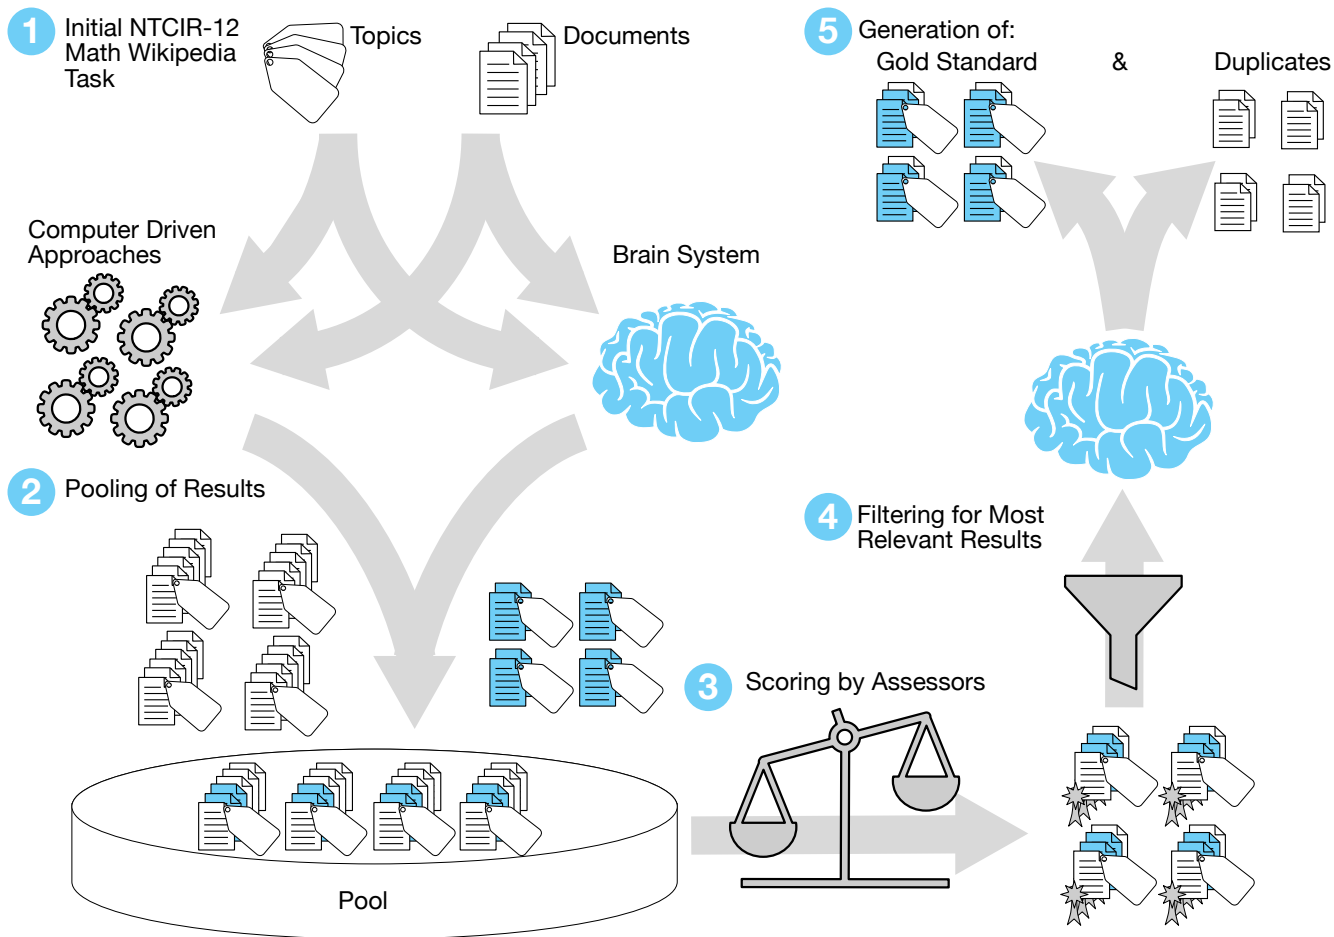 1 Initial NTCIR-12
Math Wikipedia
Task
Topics
Documents
Computer Driven
Approaches
Brain System
2 Pooling of Results
Pool
3 Scoring by Assessors
4 Filtering for Most
Relevant Results
5 Generation of:
Gold Standard & Duplicates